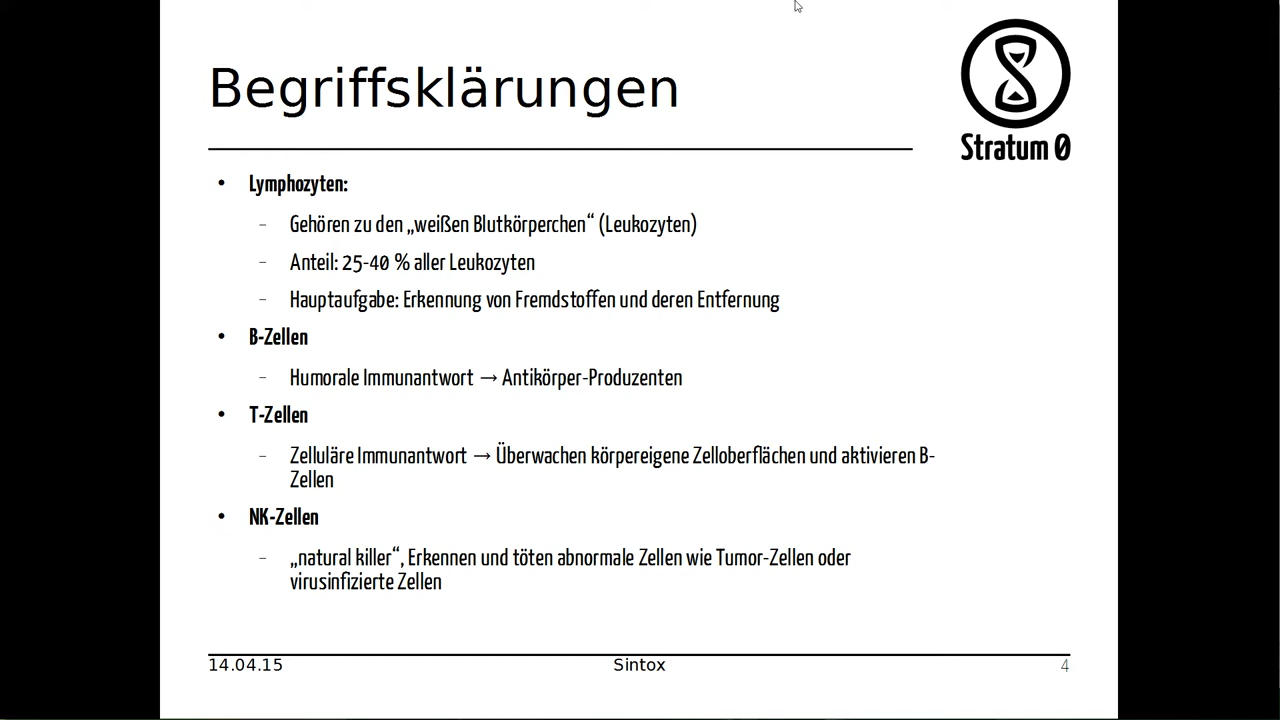 Begriffsklärungen
Stratum 0
• Lymphozyten:
– Gehören zu den „weißen Blutkörperchen“ (Leukozyten)
– Anteil: 25-40 % aller Leukozyten
– Hauptaufgabe: Erkennung von Fremdstoffen und deren Entfernung
• B-Zellen
– Humorale Immunantwort → Antikörper-Produzenten
• T-Zellen
– Zelluläre Immunantwort → Überwachen körpereigene Zelloberflächen und aktivieren B-
Zellen
• NK-Zellen
– „natural killer“, Erkennen und töten abnormale Zellen wie Tumor-Zellen oder
virusinfizierte Zellen
14.04.15 Sintox 4